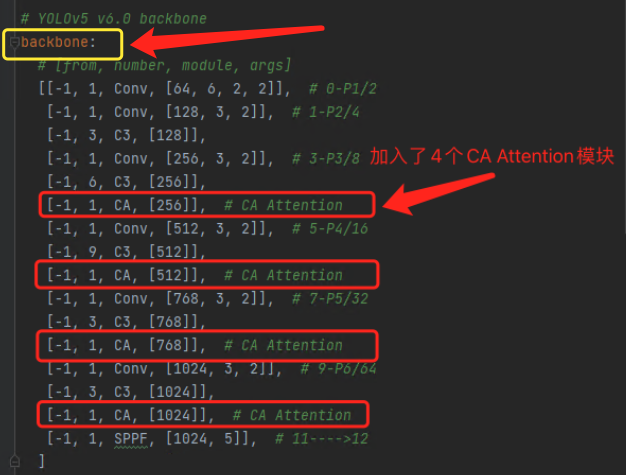 # YOLOv5 v6.0 backbone
backbone:
# [from, number, module, args]
[[-1, 1, Conv, [64, 6, 2, 2]], # 0-P1/2
[-1, 1, Conv, [128, 3, 2]], # 1-P2/4
[-1, 3, C3, [128]],
[-1, 1, Conv, [256, 3, 2]], # 3-P3/8 加入了4个CA Attention模块
[-1, 6, C3, [256]],
[-1, 1, CA, [256]], # CA Attention
[-1, 1, Conv, [512, 3, 2]], # 5-P4/16
[-1, 9, C3, [512]],
[-1, 1, CA, [512]], # CA Attention
[-1, 1, Conv, [768, 3, 2]], # 7-P5/32
[-1, 3, C3, [768]],
[-1, 1, CA, [768]], # CA Attention
[-1, 1, Conv, [1024, 3, 2]], # 9-P6/64
[-1, 3, C3, [1024]],
[-1, 1, CA, [1024]], # CA Attention
[-1, 1, SPPF, [1024, 5]], # 11---->12
]